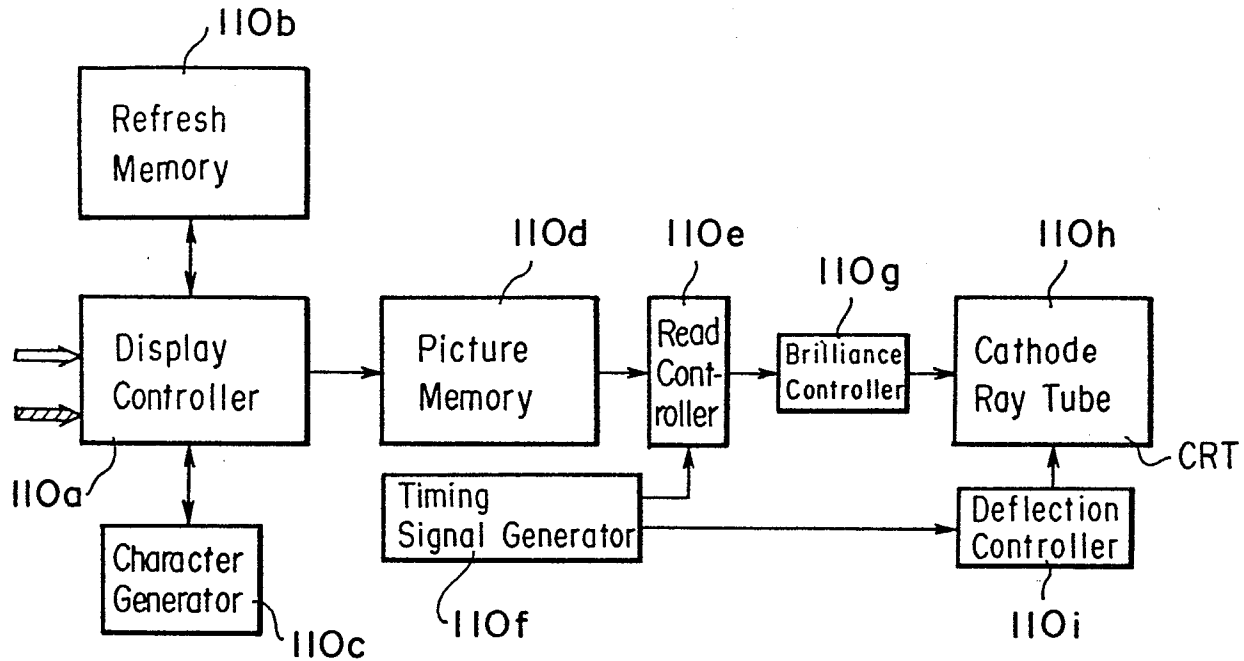 110b
Refresh
Memory
110d
110e
110g
110h
Display
Controller
Picture
Memory
Read
Cont-
roller
Brilliance
Controller
Cathode
Ray Tube
CRT
110a
Timing
Signal Generator
Deflection
Controller
Character
Generator
110c
110f
110i